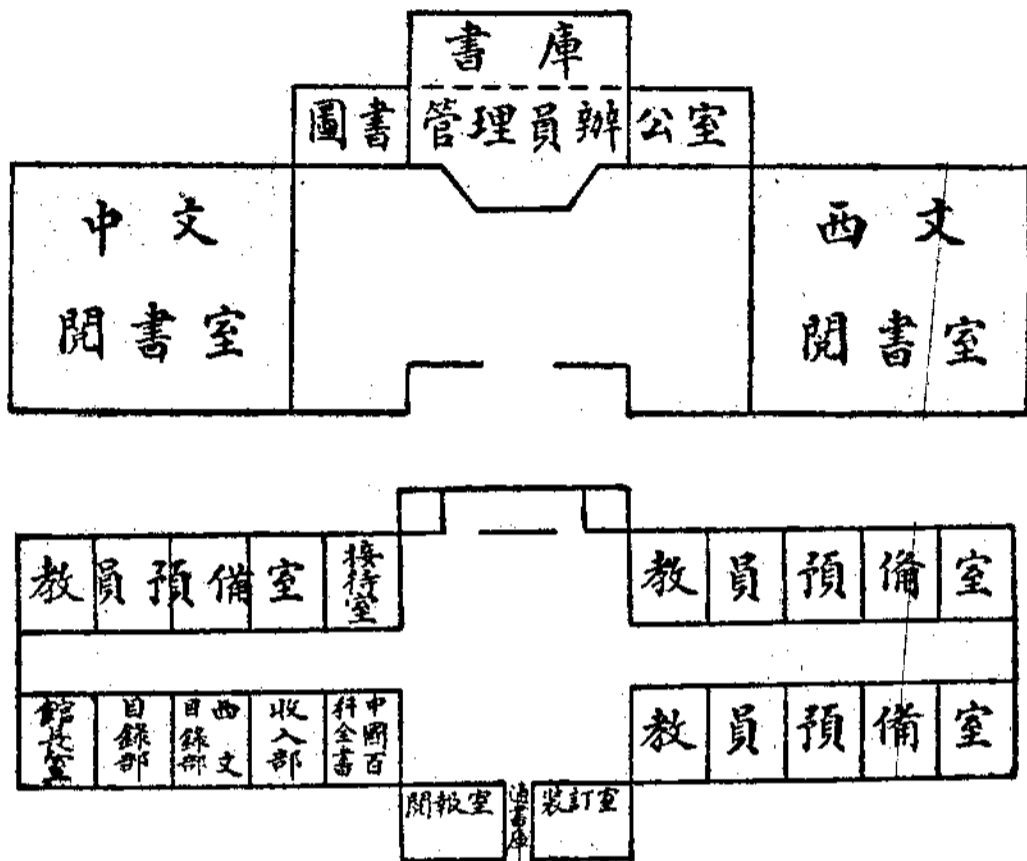 書庫
圖書管理員辦公室
中文
閱書室
西文
閱書室
教員預備室
接待室
教員預備室
館長室
目錄部
西文
目錄部
收入部
中國百
科全書
教員預備室
閱報室
通書庫
裝訂室